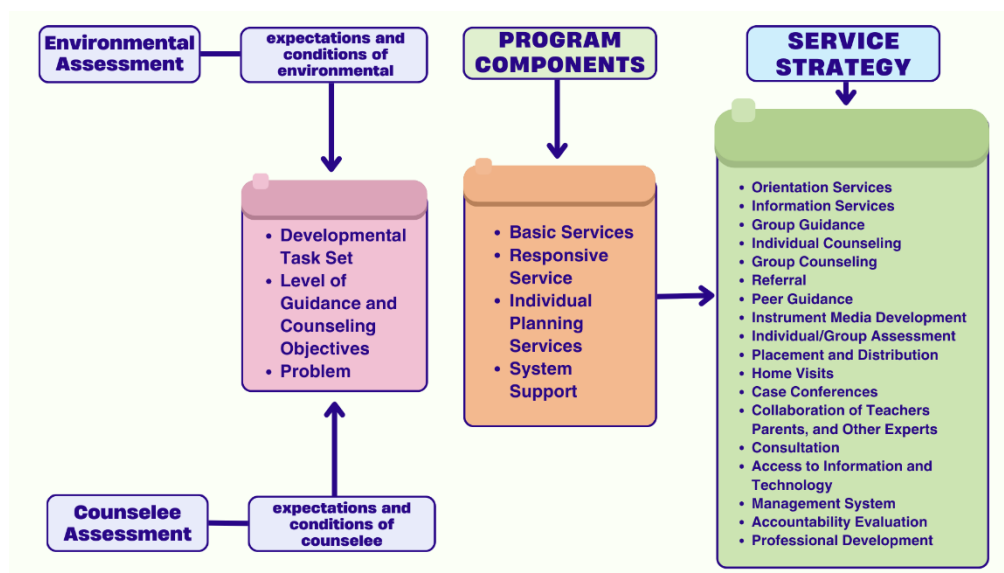 Environmental
Assessment
expectations and
conditions of
environmental
PROGRAM
COMPONENTS
SERVICE
STRATEGY
• Developmental
Task Set
• Level of
Guidance and
Counseling
Objectives
• Problem
• Basic Services
• Responsive
Service
• Individual
Planning
Services
• System
Support
• Orientation Services
• Information Services
• Group Guidance
• Individual Counseling
• Group Counseling
• Referral
• Peer Guidance
• Instrument Media Development
• Individual/Group Assessment
• Placement and Distribution
• Home Visits
• Case Conferences
• Collaboration of Teachers
Parents, and Other Experts
• Consultation
• Access to Information and
Technology
• Management System
• Accountability Evaluation
• Professional Development
Counselee
Assessment
expectations and
conditions of
counselee